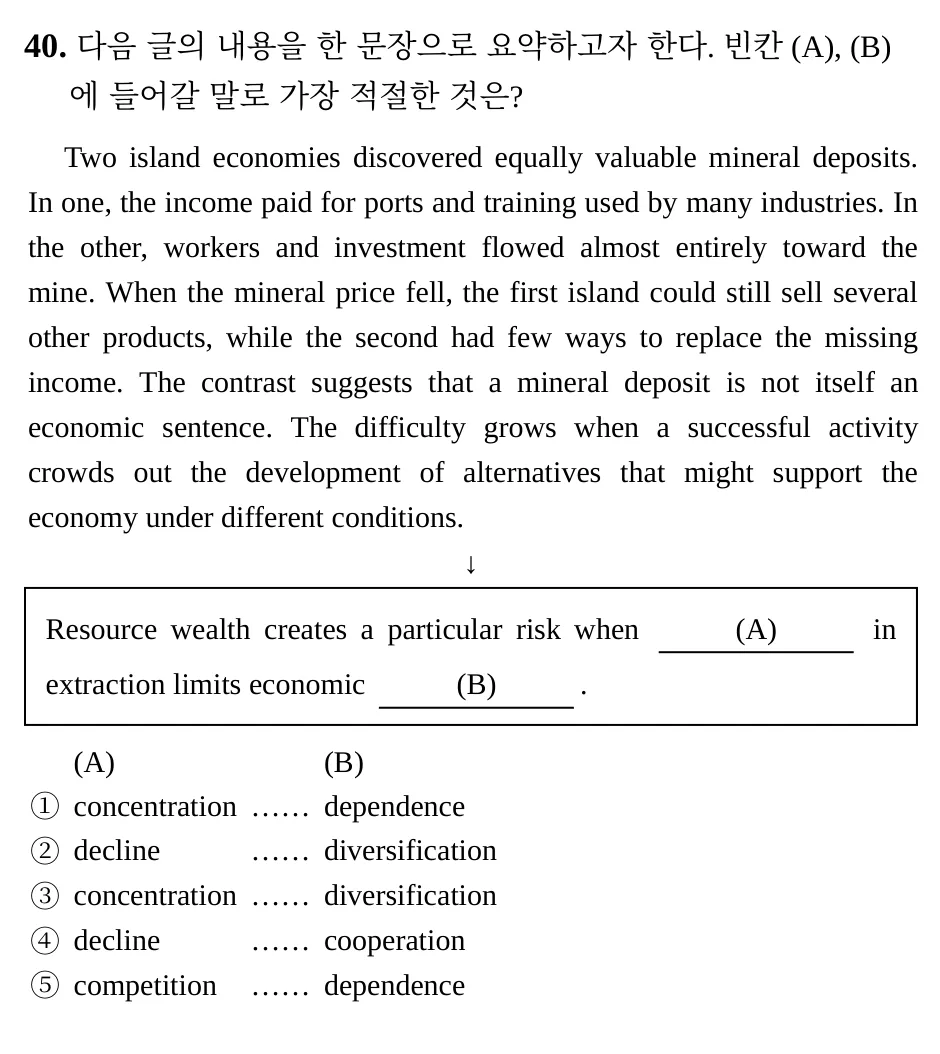 40. 다음 글의 내용을 한 문장으로 요약하고자 한다. 빈칸 (A), (B)
에 들어갈 말로 가장 적절한 것은?
Two island economies discovered equally valuable mineral deposits.
In one, the income paid for ports and training used by many industries. In
the other, workers and investment flowed almost entirely toward the
mine. When the mineral price fell, the first island could still sell several
other products, while the second had few ways to replace the missing
income. The contrast suggests that a mineral deposit is not itself an
economic sentence. The difficulty grows when a successful activity
crowds out the development of alternatives that might support the
economy under different conditions.
↓
Resource wealth creates a particular risk when (A) in
extraction limits economic (B) .
(A) (B)
① concentration …… dependence
② decline …… diversification
③ concentration …… diversification
④ decline …… cooperation
⑤ competition …… dependence